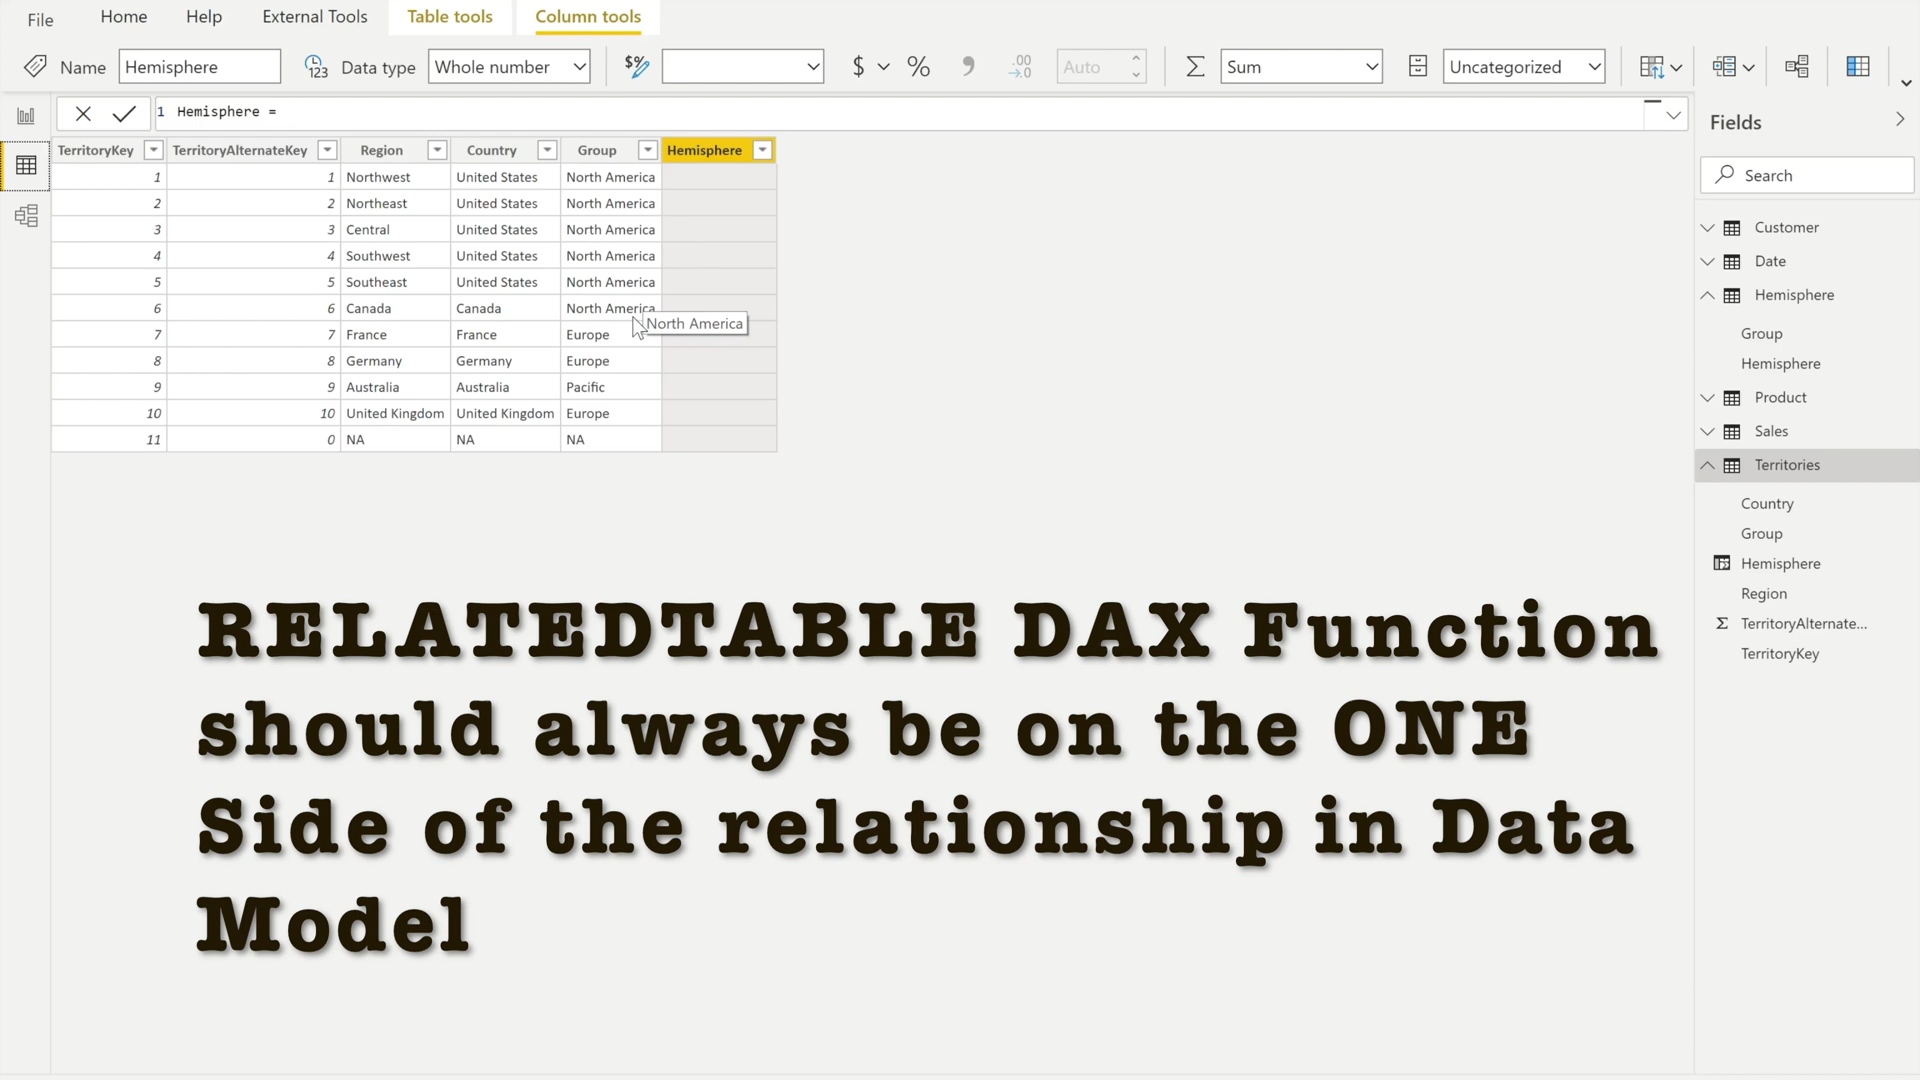 File Home Help External Tools Table tools Column tools
Name Hemisphere Data type Whole number $ % Auto Sum Uncategorized
1 Hemisphere =
TerritoryKey TerritoryAlternateKey Region Country Group Hemisphere
1 1 Northwest United States North America
2 2 Northeast United States North America
3 3 Central United States North America
4 4 Southwest United States North America
5 5 Southeast United States North America
6 6 Canada Canada North America
North America
7 7 France France Europe
8 8 Germany Germany Europe
9 9 Australia Australia Pacific
10 10 United Kingdom United Kingdom Europe
11 0 NA NA NA
RELATEDTABLE DAX Function
should always be on the ONE
Side of the relationship in Data
Model
Fields
Search
Customer
Date
Hemisphere
Group
Hemisphere
Product
Sales
Territories
Country
Group
Hemisphere
Region
TerritoryAlternate...
TerritoryKey